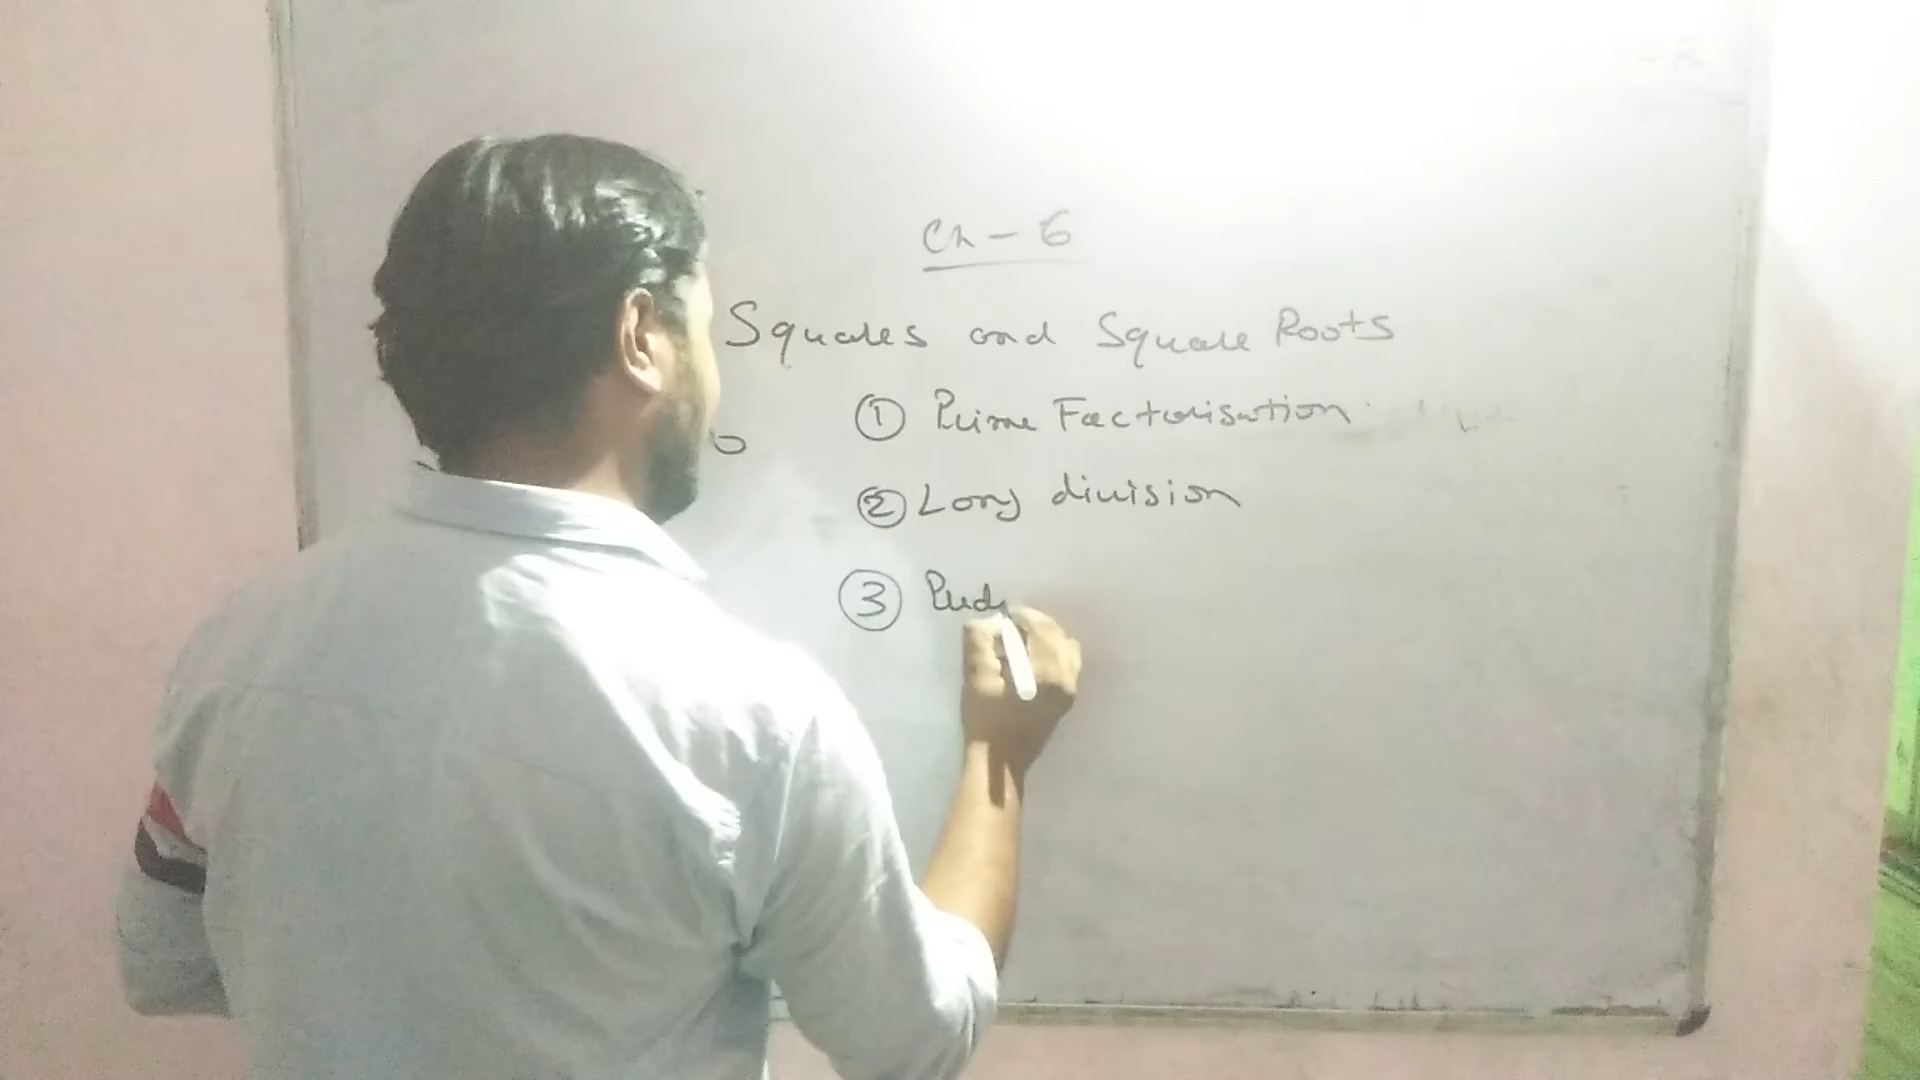 Ch - 6
Squares and Square Roots
① Prime Factorisation
② Long division
③